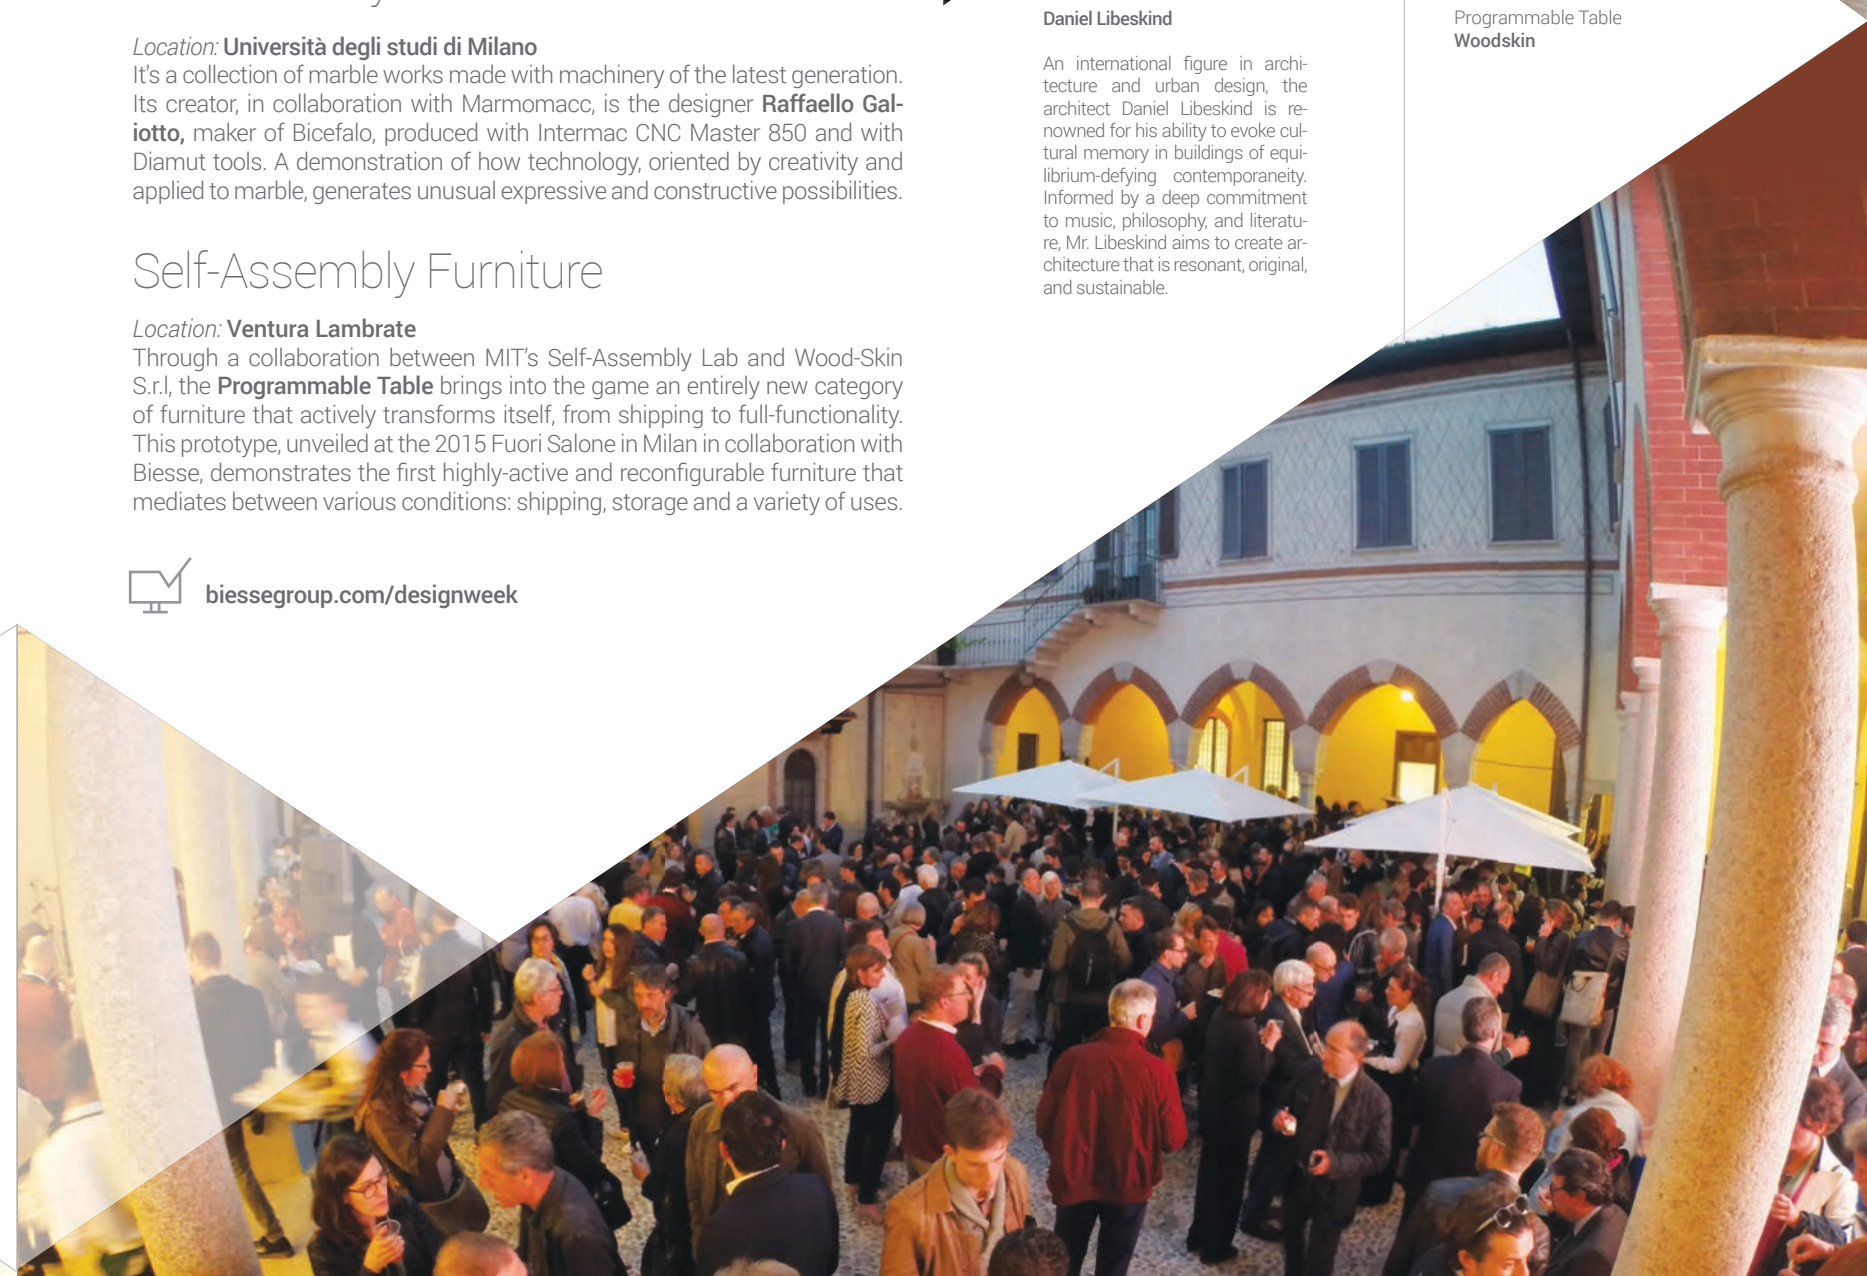 Location: Università degli studi di Milano
It's a collection of marble works made with machinery of the latest generation.
Its creator, in collaboration with Marmomacc, is the designer Raffaello Gal-
iotto, maker of Bicefalo, produced with Intermac CNC Master 850 and with
Diamut tools. A demonstration of how technology, oriented by creativity and
applied to marble, generates unusual expressive and constructive possibilities.
Self-Assembly Furniture
Location: Ventura Lambrate
Through a collaboration between MIT's Self-Assembly Lab and Wood-Skin
S.r.l, the Programmable Table brings into the game an entirely new category
of furniture that actively transforms itself, from shipping to full-functionality.
This prototype, unveiled at the 2015 Fuori Salone in Milan in collaboration with
Biesse, demonstrates the first highly-active and reconfigurable furniture that
mediates between various conditions: shipping, storage and a variety of uses.
biessegroup.com/designweek
Daniel Libeskind
An international figure in archi-
tecture and urban design, the
architect Daniel Libeskind is re-
nowned for his ability to evoke cul-
tural memory in buildings of equi-
librium-defying contemporaneity.
Informed by a deep commitment
to music, philosophy, and literatu-
re, Mr. Libeskind aims to create ar-
chitecture that is resonant, original,
and sustainable.
Programmable Table
Woodskin